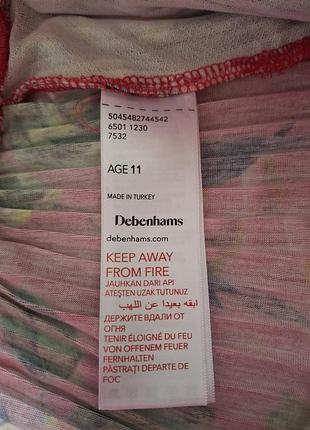 5045482744542
6501 1230
7532
AGE 11
MADE IN TURKEY
Debenhams
debenhams.com
KEEP AWAY
FROM FIRE
JAUHKAN DARI API
ATEŞTEN UZAK TUTUNUZ
ابقه بعيدا عن اللهب
ДЕРЖИТЕ ВДАЛИ ОТ
ОГНЯ
TENIR ÉLOIGNÉ DU FEU
VON OFFENEM FEUER
FERNHALTEN
PĂSTRAŢI DEPARTE DE
FOC